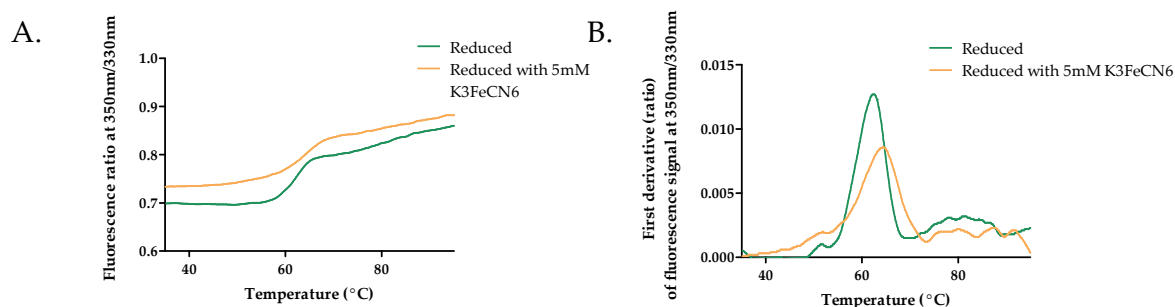 A.
Fluorescence ratio at 350nm/330nm
Reduced
Reduced with 5mM
K3FeCN6
1.0
0.9
0.8
0.7
0.6
40
60
80
Temperature (°C)
B.
First derivative (ratio)
of fluorescence signal at 350nm/330nm
Reduced
Reduced with 5mM K3FeCN6
0.015
0.010
0.005
0.000
40
60
80
Temperature (°C)